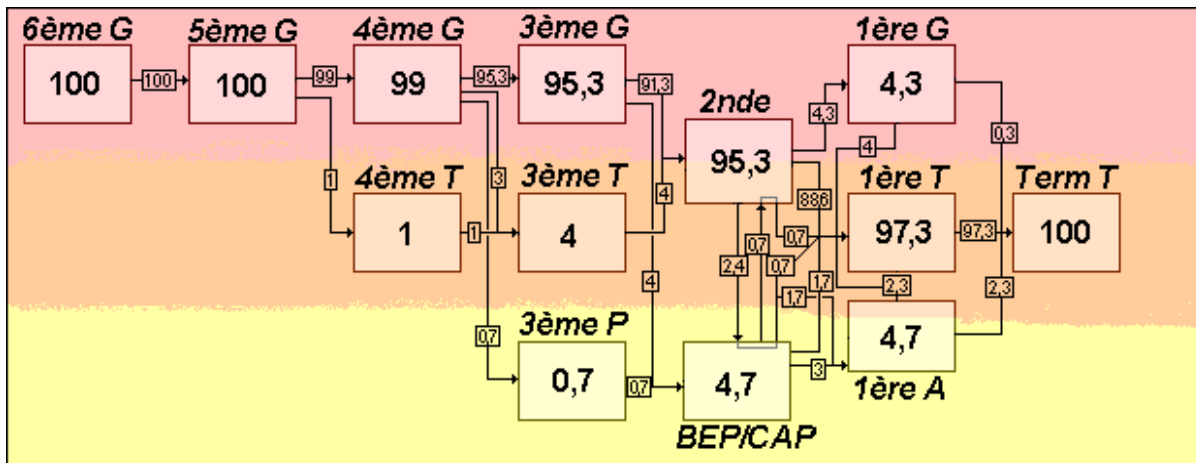 6ème G
5ème G
4ème G
3ème G
1ère G
100
100
100
99
99
95,3
95,3
91,3
2nde
4,3
4,3
0,3
95,3
4
88,6
1
4ème T
3
3ème T
4
1ère T
Term T
1
1
4
0,7
97,3
97,3
100
2,4
0,7
0,7
4
1,7
1,7
2,3
2,3
0,7
3ème P
0,7
0,7
4,7
3
4,7
1ère A
BEP/CAP